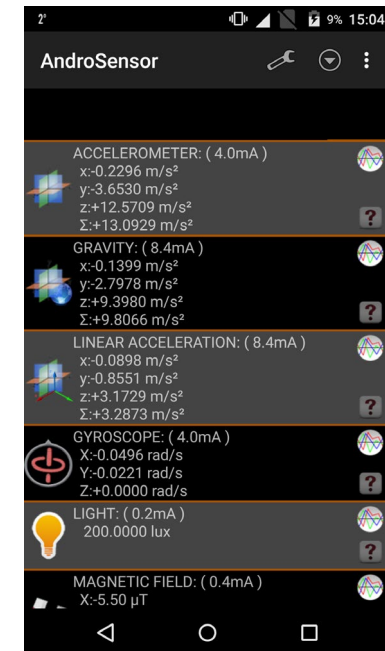 2° 9% 15:04
AndroSensor
ACCELEROMETER: ( 4.0mA )
x:-0.2296 m/s²
y:-3.6530 m/s²
z:+12.5709 m/s²
Σ:+13.0929 m/s²
?
GRAVITY: ( 8.4mA )
x:-0.1399 m/s²
y:-2.7978 m/s²
z:+9.3980 m/s²
Σ:+9.8066 m/s²
?
LINEAR ACCELERATION: ( 8.4mA )
x:-0.0898 m/s²
y:-0.8551 m/s²
z:+3.1729 m/s²
Σ:+3.2873 m/s²
?
GYROSCOPE: ( 4.0mA )
X:-0.0496 rad/s
Y:-0.0221 rad/s
Z:+0.0000 rad/s
?
LIGHT: ( 0.2mA )
200.0000 lux
?
MAGNETIC FIELD: ( 0.4mA )
X:-5.50 µT